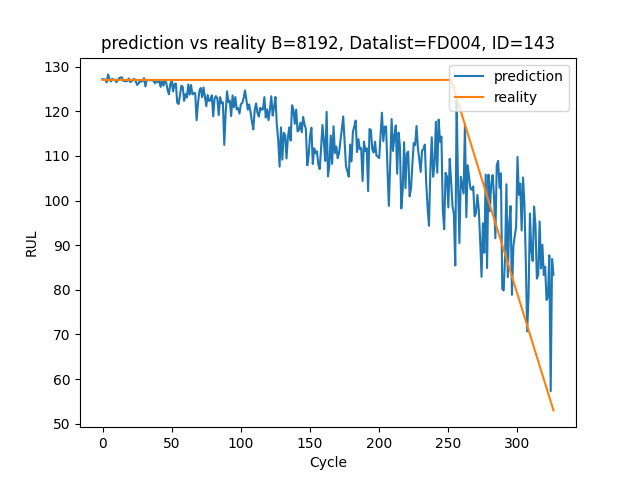 prediction vs reality B=8192, Datalist=FD004, ID=143
prediction
reality
130
120
110
100
90
80
70
60
50
RUL
0 50 100 150 200 250 300
Cycle